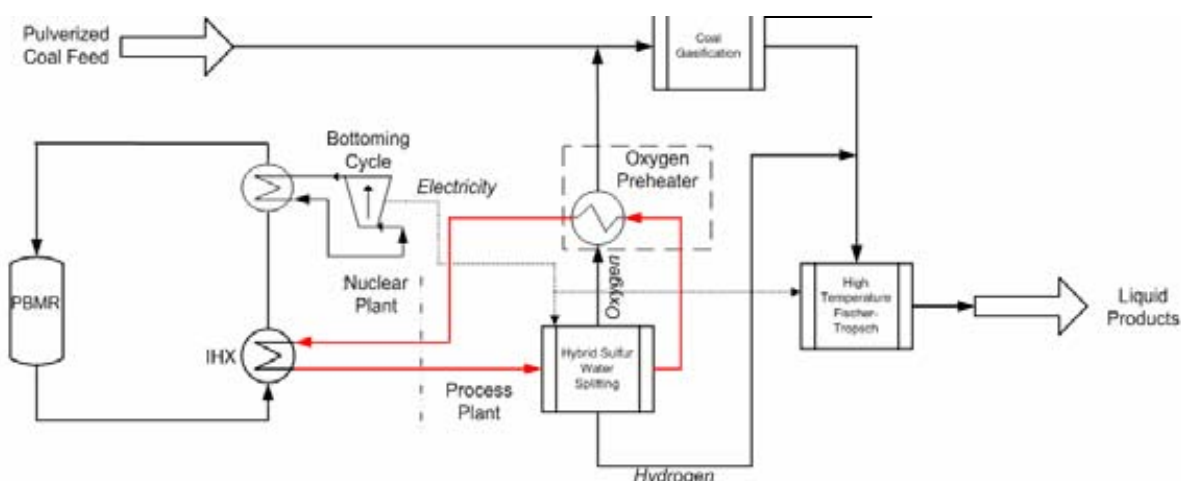 Pulverized
Coal Feed
Coal
Gasification
Bottoming
Cycle
Electricity
Oxygen
Preheater
PBMR
Nuclear
Plant
Oxygen
High
Temperature
Fischer-
Tropsch
Liquid
Products
IHX
Hybrid Sulfur
Water
Splitting
Process
Plant
Hydrogen